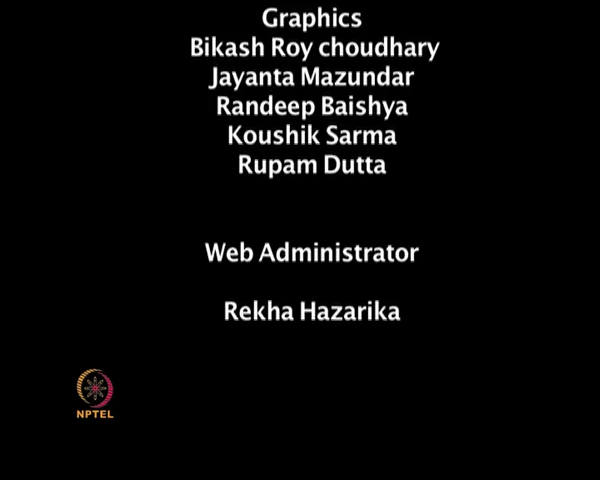 Graphics
Bikash Roy choudhary
Jayanta Mazundar
Randeep Baishya
Koushik Sarma
Rupam Dutta
Web Administrator
Rekha Hazarika
NPTEL